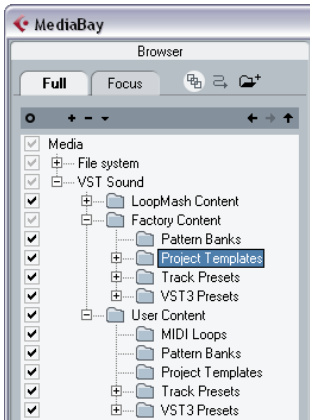 MediaBay
Browser
Full Focus
Media
File system
VST Sound
LoopMash Content
Factory Content
Pattern Banks
Project Templates
Track Presets
VST3 Presets
User Content
MIDI Loops
Pattern Banks
Project Templates
Track Presets
VST3 Presets